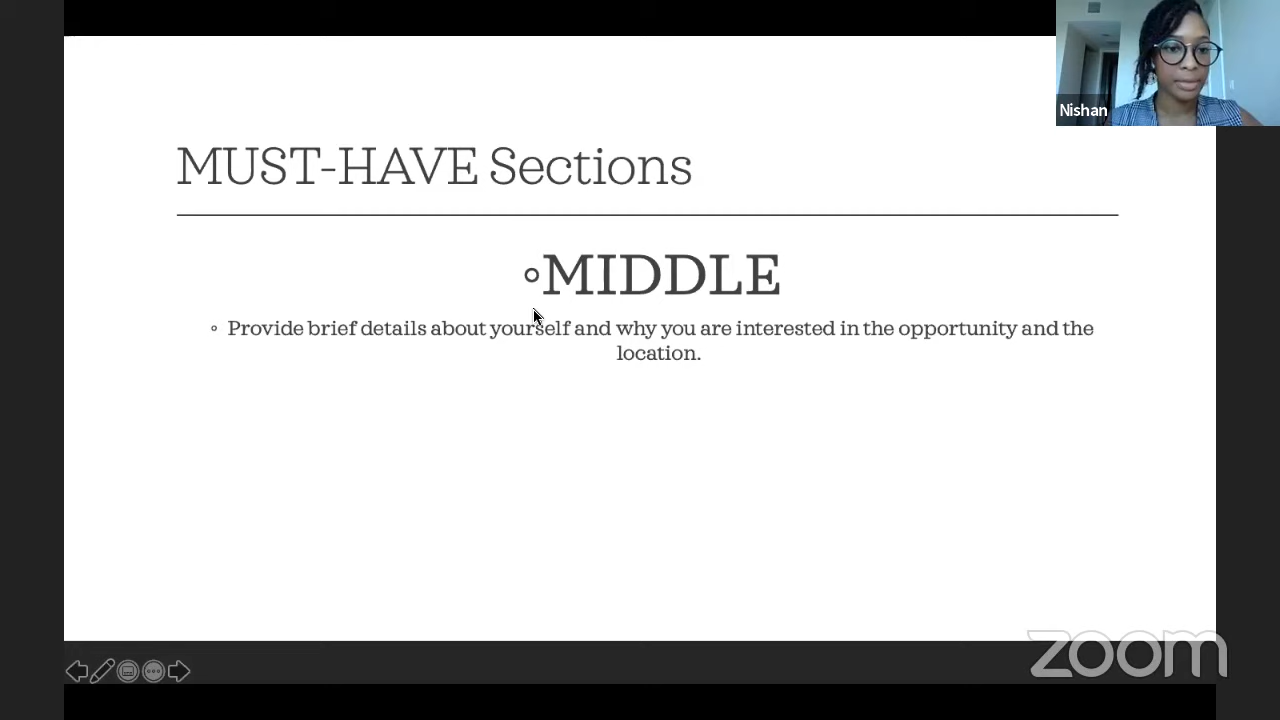 Nishan
MUST-HAVE Sections
◦MIDDLE
◦ Provide brief details about yourself and why you are interested in the opportunity and the
location.
zoom